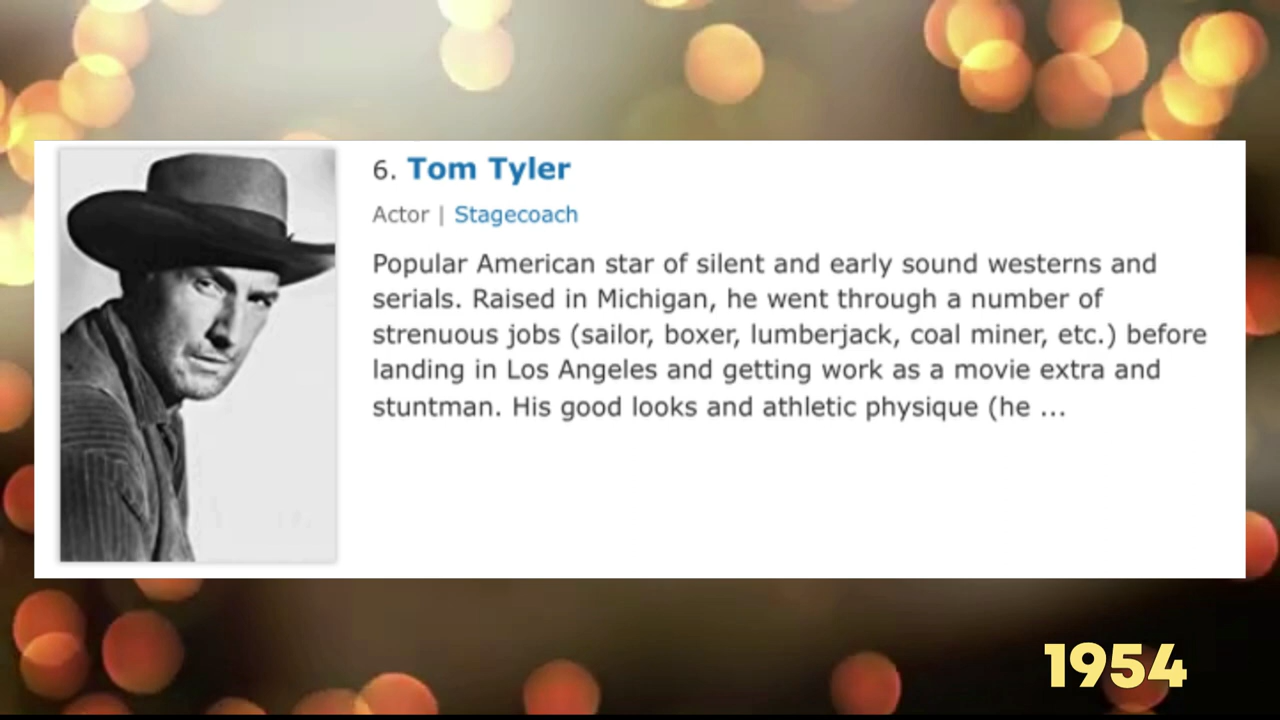 6. Tom Tyler
Actor | Stagecoach
Popular American star of silent and early sound westerns and
serials. Raised in Michigan, he went through a number of
strenuous jobs (sailor, boxer, lumberjack, coal miner, etc.) before
landing in Los Angeles and getting work as a movie extra and
stuntman. His good looks and athletic physique (he ...
1954